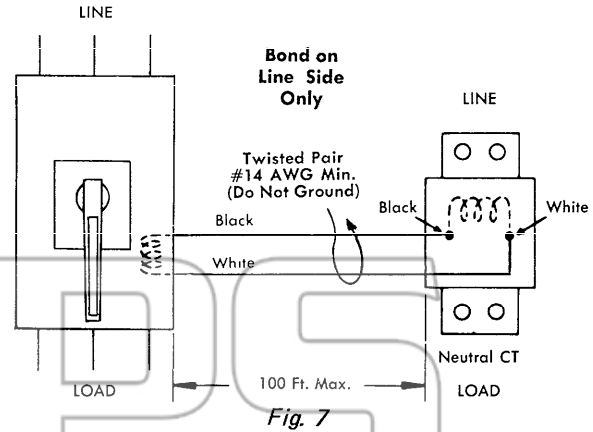 LINE
Bond on
Line Side
Only
LINE
Twisted Pair
#14 AWG Min.
(Do Not Ground)
Black
White
Black
White
Neutral CT
LOAD
100 Ft. Max.
LOAD
Fig. 7